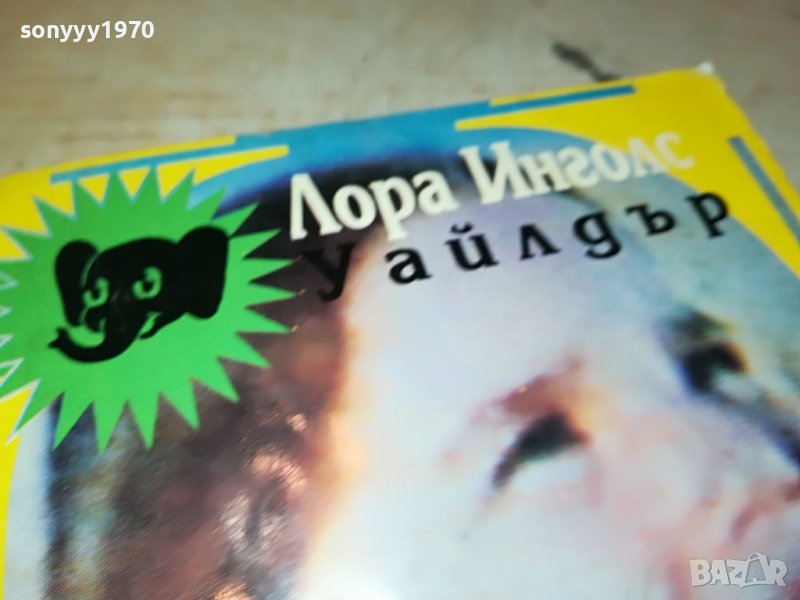 sonyyy1970
Лора Инголс
уайлдър
BAZAR